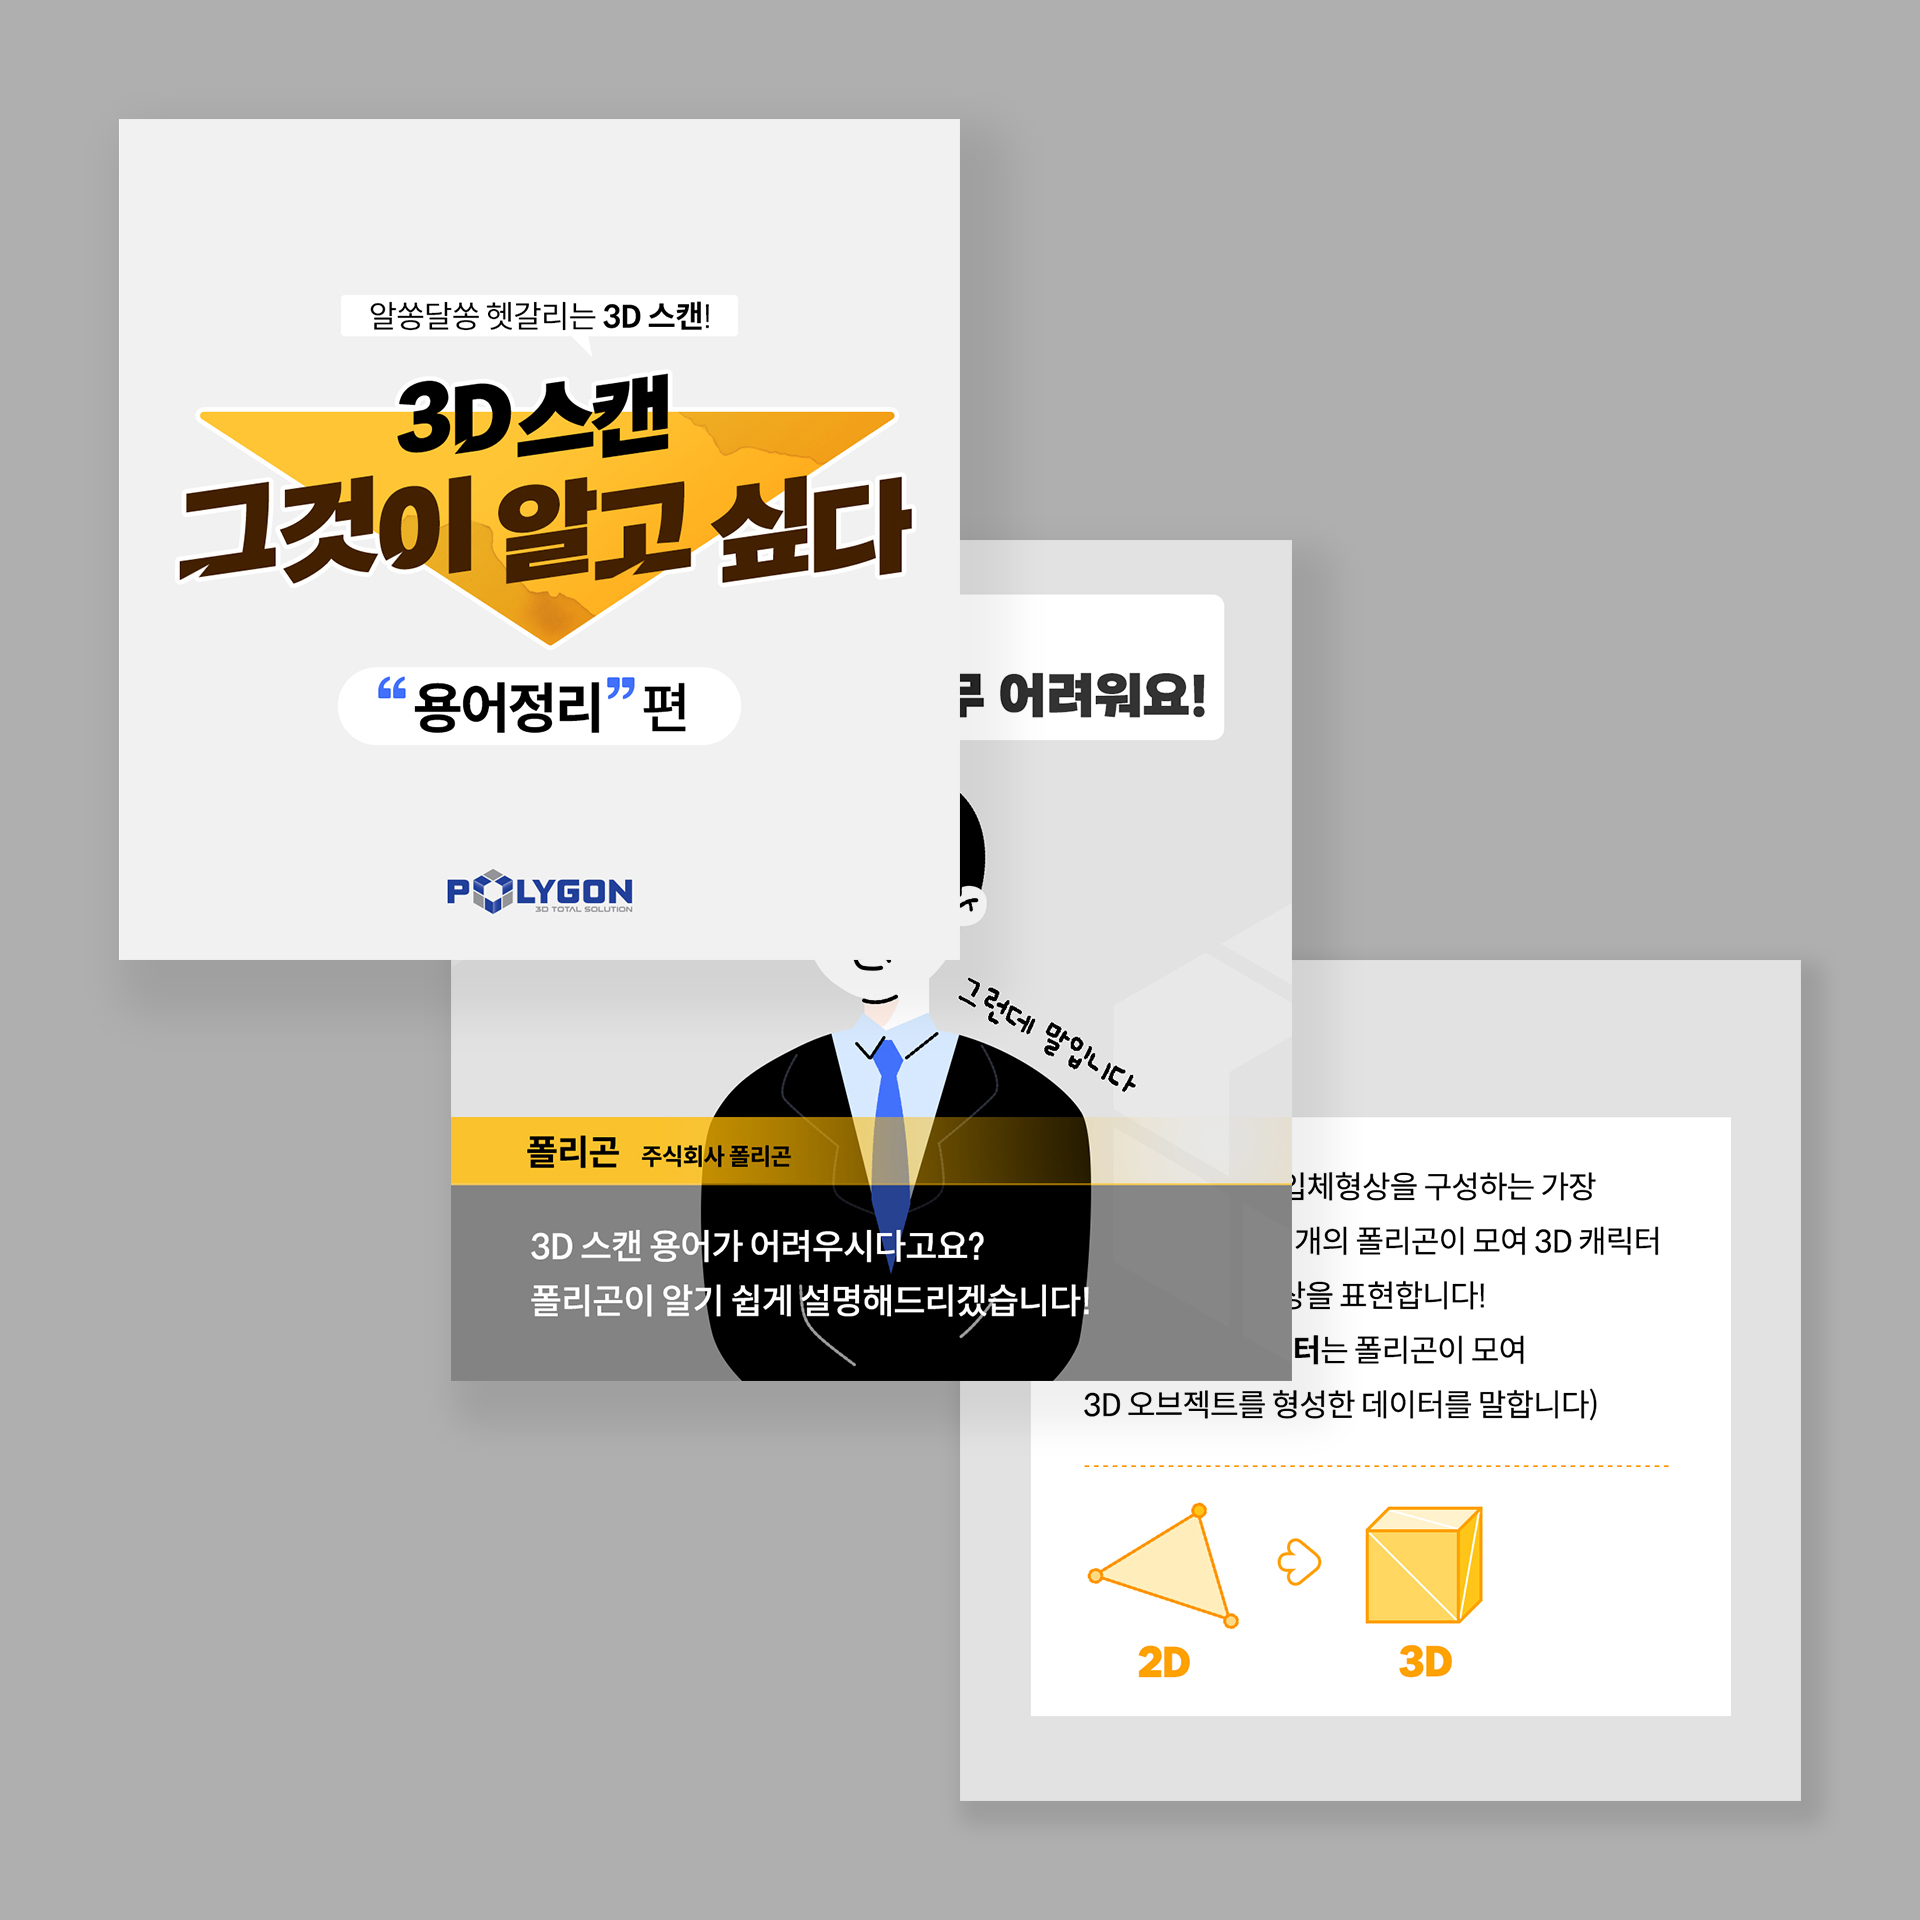 알쏭달쏭 헷갈리는 3D 스캔!
3D스캔
그것이 알고 싶다
“용어정리” 편
POLYGON
3D TOTAL SOLUTION
어려워요!
그런데 말입니다
폴리곤 주식회사 폴리곤
3D 스캔 용어가 어려우시다고요?
폴리곤이 알기 쉽게 설명해드리겠습니다!
입체형상을 구성하는 가장
개의 폴리곤이 모여 3D 캐릭터
상을 표현합니다!
터는 폴리곤이 모여
3D 오브젝트를 형성한 데이터를 말합니다)
2D
3D